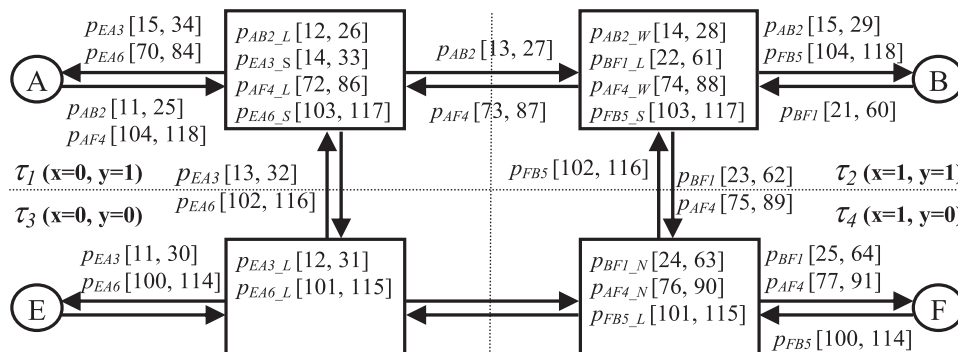 p_EA3 [15, 34]
p_EA6 [70, 84]
A
p_AB2 [11, 25]
p_AF4 [104, 118]
p_AB2_L [12, 26]
p_EA3_S [14, 33]
p_AF4_L [72, 86]
p_EA6_S [103, 117]
p_AB2 [13, 27]
p_AF4 [73, 87]
p_AB2_W [14, 28]
p_BF1_L [22, 61]
p_AF4_W [74, 88]
p_FB5_S [103, 117]
p_AB2 [15, 29]
p_FB5 [104, 118]
B
p_BF1 [21, 60]
τ1 (x=0, y=1)
p_EA3 [13, 32]
p_EA6 [102, 116]
p_FB5 [102, 116]
p_BF1 [23, 62]
p_AF4 [75, 89]
τ2 (x=1, y=1)
τ3 (x=0, y=0)
τ4 (x=1, y=0)
p_EA3 [11, 30]
p_EA6 [100, 114]
E
p_EA3_L [12, 31]
p_EA6_L [101, 115]
p_BF1_N [24, 63]
p_AF4_N [76, 90]
p_FB5_L [101, 115]
p_BF1 [25, 64]
p_AF4 [77, 91]
F
p_FB5 [100, 114]